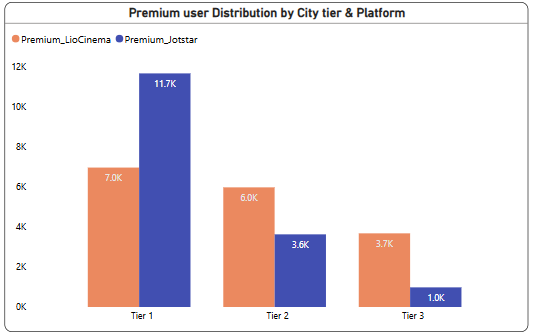 Premium user Distribution by City tier & Platform
Premium_LioCinema Premium_Jotstar
12K
10K
8K
6K
4K
2K
0K
7.0K
11.7K
6.0K
3.6K
3.7K
1.0K
Tier 1 Tier 2 Tier 3